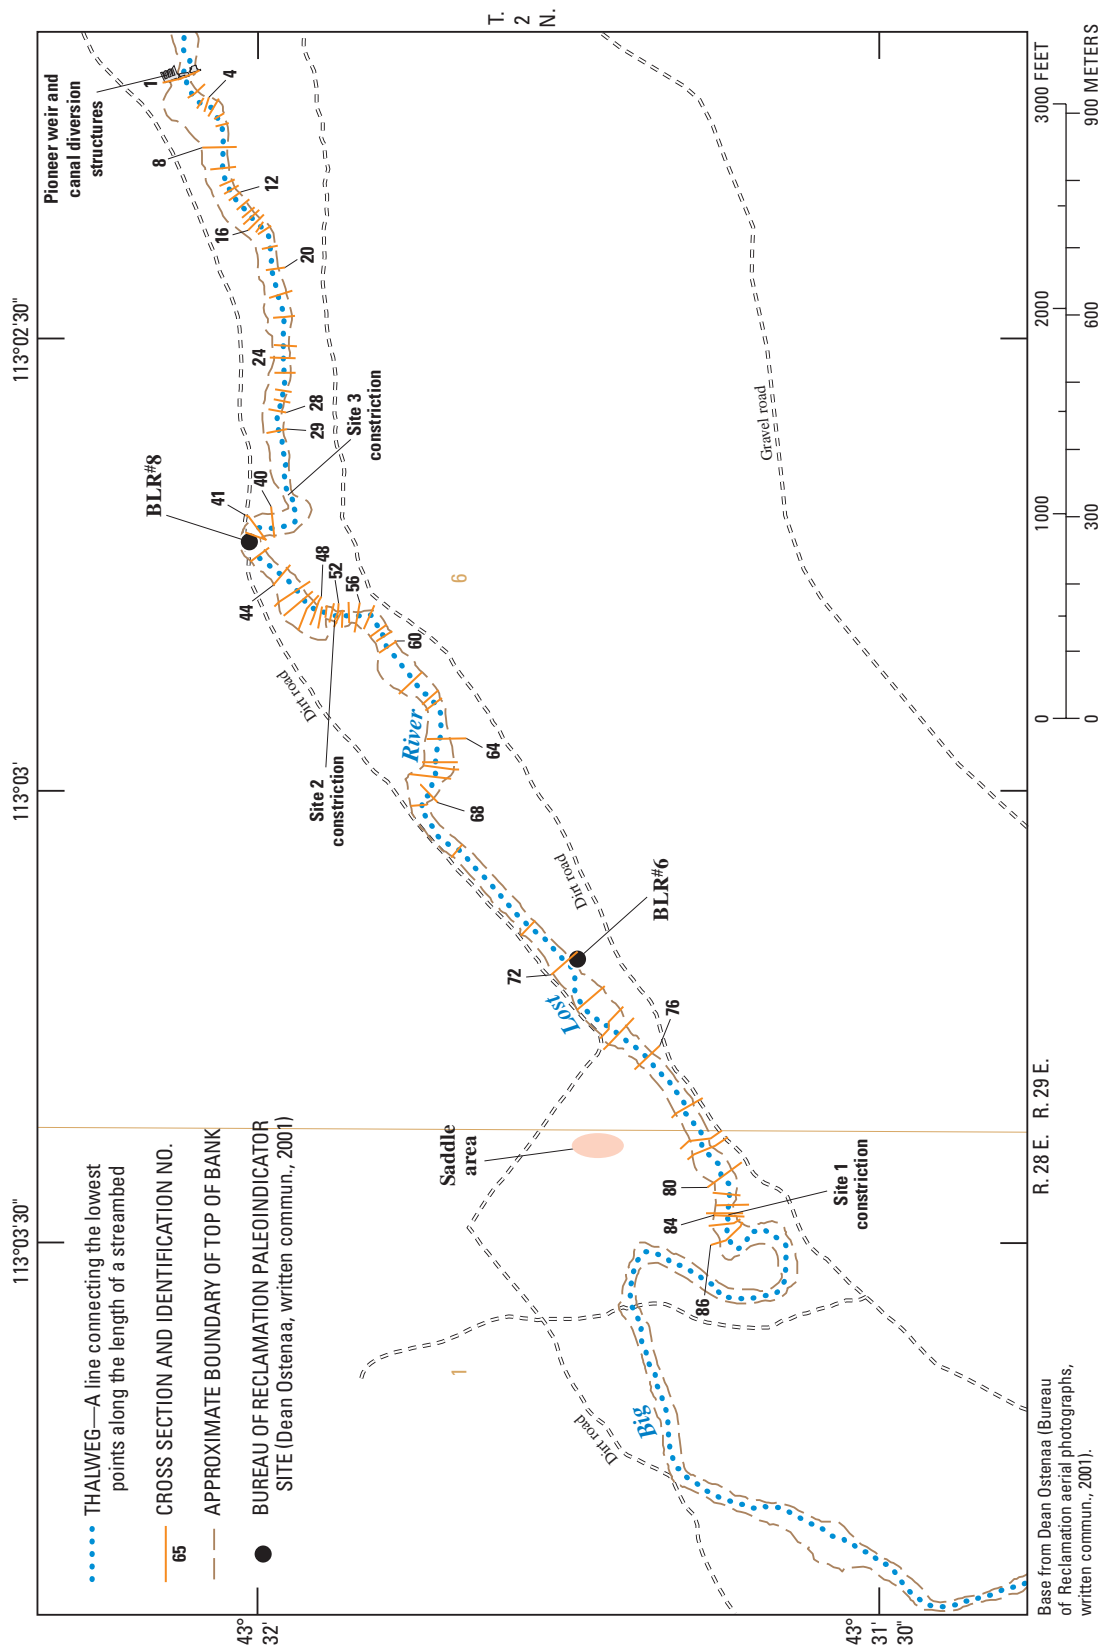 113°03'30"
113°03'
113°02'30"
43°
32'
43°
31'
30"
T.
2
N.
THALWEG—A line connecting the lowest
points along the length of a streambed
65
CROSS SECTION AND IDENTIFICATION NO.
APPROXIMATE BOUNDARY OF TOP OF BANK
BUREAU OF RECLAMATION PALEOINDICATOR
SITE (Dean Ostenaa, written commun., 2001)
Pioneer weir and
canal diversion
structures
1
4
8
12
16
20
24
28
29
Site 3
constriction
40
41
BLR#8
44
48
52
56
60
Site 2
constriction
Dirt road
River
64
68
6
Gravel road
Dirt road
BLR#6
72
Lost
76
Saddle
area
80
84
86
Site 1
constriction
1
Big
Dirt road
R. 28 E.
R. 29 E.
0
1000
2000
3000 FEET
0
300
600
900 METERS
Base from Dean Ostenaa (Bureau
of Reclamation aerial photographs,
written commun., 2001).